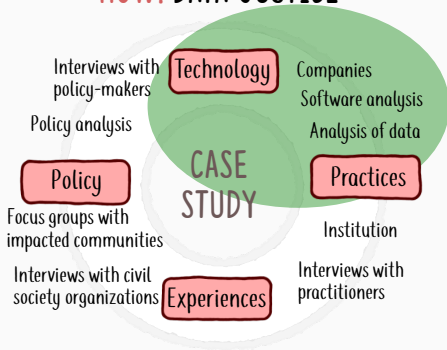 Interviews with
policy-makers
Technology
Companies
Software analysis
Policy analysis
Analysis of data
CASE
STUDY
Policy
Practices
Focus groups with
impacted communities
Institution
Interviews with civil
society organizations
Experiences
Interviews with
practitioners